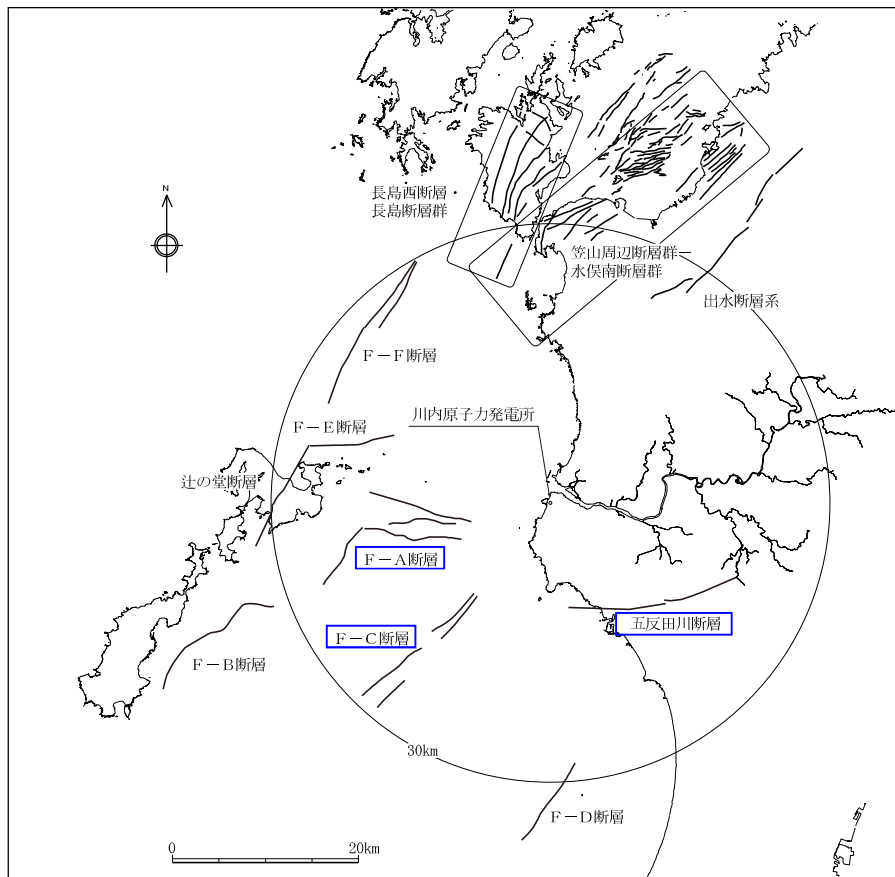 N
長島西断層・
長島断層群
笠山周辺断層群－
水俣南断層群
出水断層系
Ｆ－Ｆ断層
川内原子力発電所
Ｆ－Ｅ断層
辻の堂断層
Ｆ－Ａ断層
五反田川断層
Ｆ－Ｃ断層
Ｆ－Ｂ断層
30km
Ｆ－Ｄ断層
0
20km